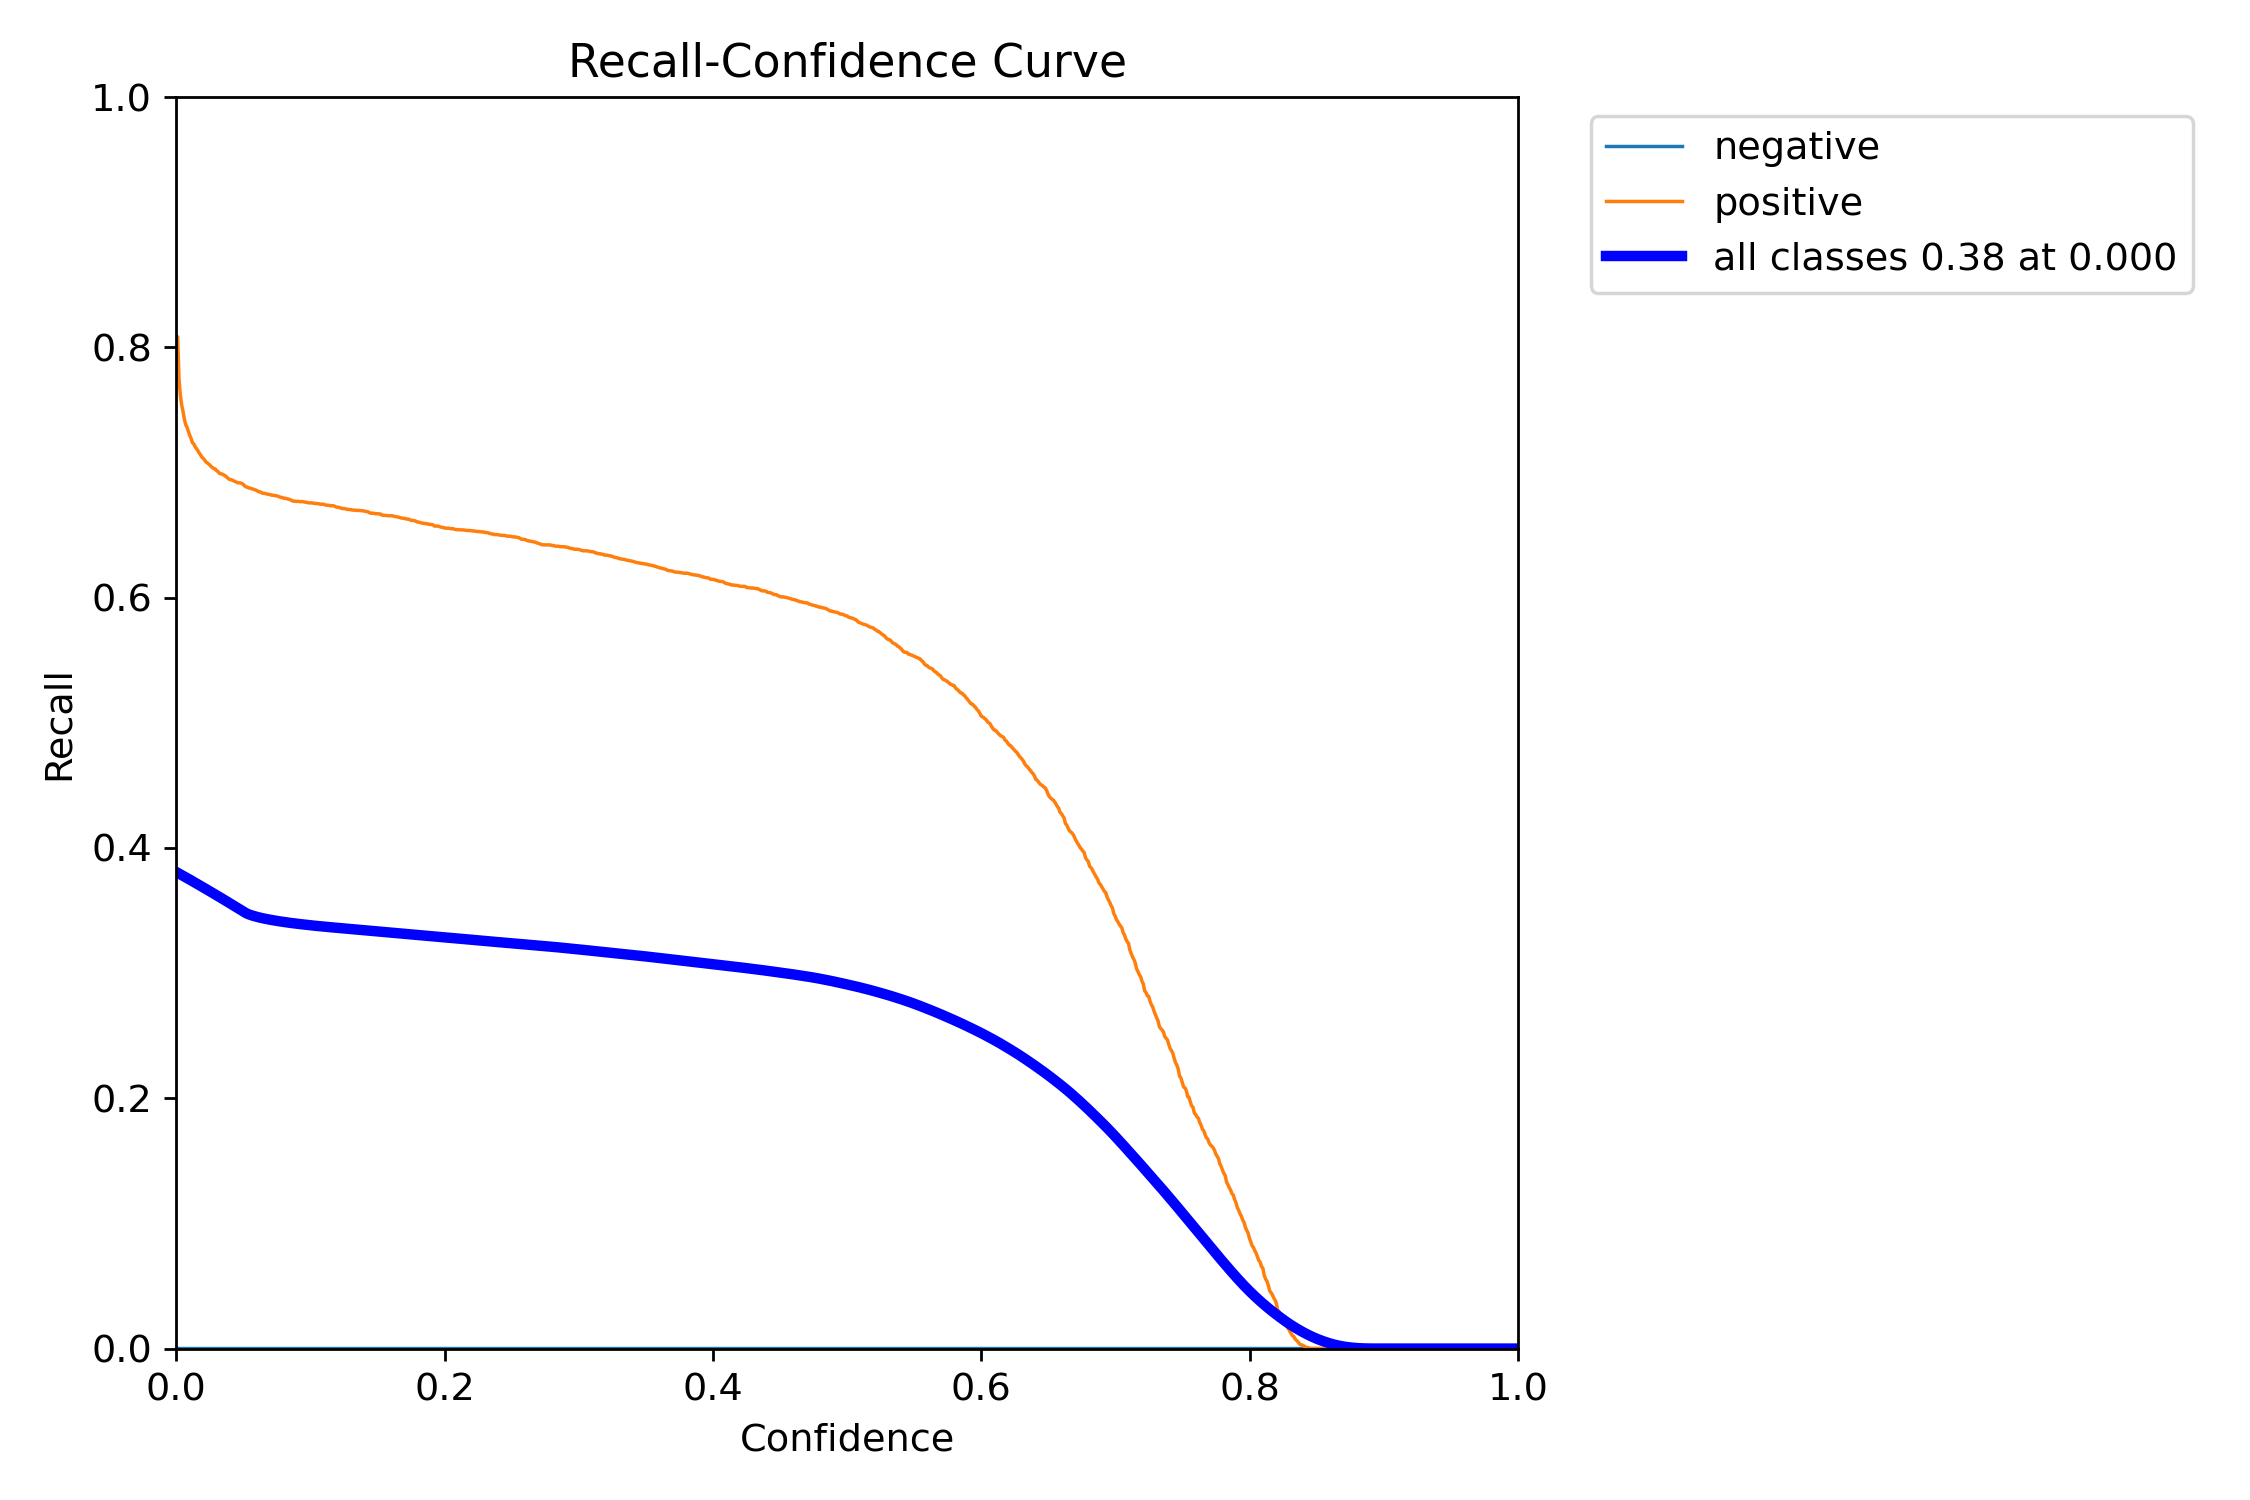 Recall-Confidence Curve
1.0
0.8
0.6
0.4
0.2
0.0
Recall
0.0 0.2 0.4 0.6 0.8 1.0
Confidence
negative
positive
all classes 0.38 at 0.000